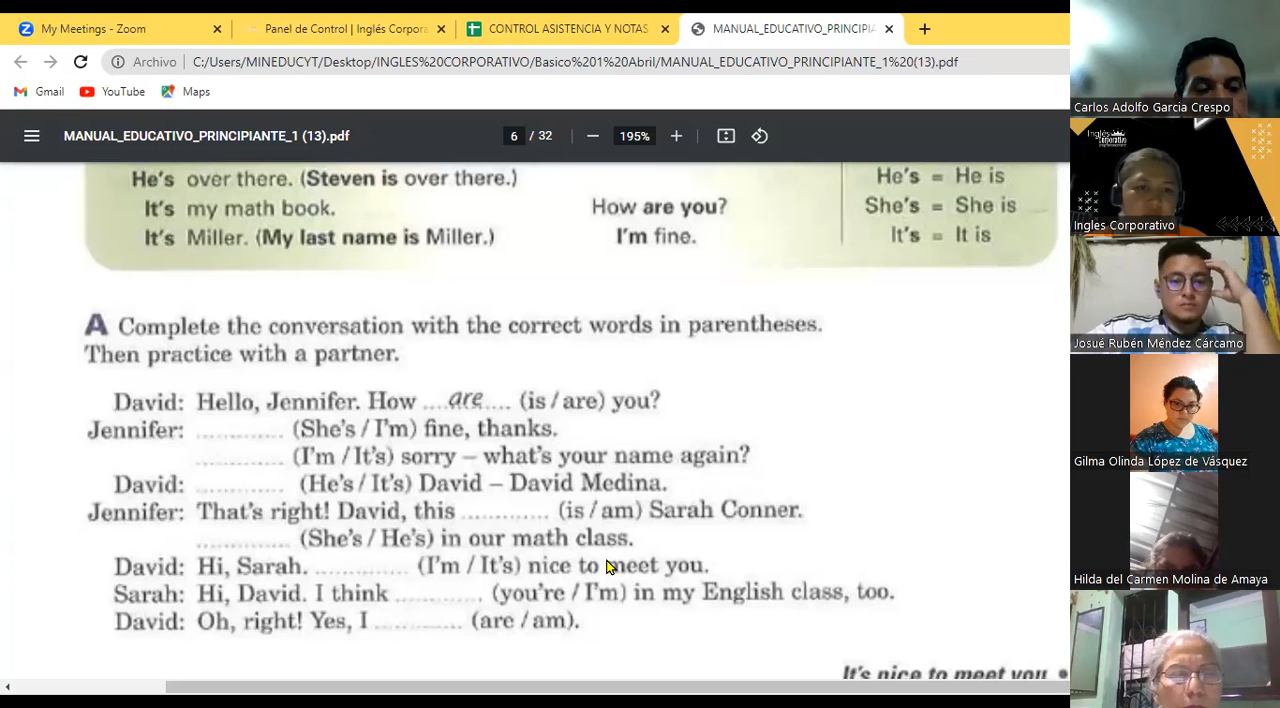 My Meetings - Zoom
Panel de Control | Inglés Corpora
CONTROL ASISTENCIA Y NOTAS
MANUAL_EDUCATIVO_PRINCIPIA
Archivo | C:/Users/MINEDUCYT/Desktop/INGLES%20CORPORATIVO/Basico%201%20Abril/MANUAL_EDUCATIVO_PRINCIPIANTE_1%20(13).pdf
Gmail YouTube Maps
MANUAL_EDUCATIVO_PRINCIPIANTE_1 (13).pdf 6 / 32 195%
He's over there. (Steven is over there.)
It's my math book.
It's Miller. (My last name is Miller.)
How are you?
I'm fine.
He's = He is
She's = She is
It's = It is
A Complete the conversation with the correct words in parentheses.
Then practice with a partner.
David: Hello, Jennifer. How ....are.... (is / are) you?
Jennifer: ............ (She's / I'm) fine, thanks.
............ (I'm / It's) sorry – what's your name again?
David: ............ (He's / It's) David – David Medina.
Jennifer: That's right! David, this ............ (is / am) Sarah Conner.
............ (She's / He's) in our math class.
David: Hi, Sarah. ............ (I'm / It's) nice to meet you.
Sarah: Hi, David. I think ............ (you're / I'm) in my English class, too.
David: Oh, right! Yes, I ............ (are / am).
It's nice to meet you •
Carlos Adolfo Garcia Crespo
Inglés Corporativo
Ingles Corporativo
Josué Rubén Méndez Cárcamo
Gilma Olinda López de Vásquez
Hilda del Carmen Molina de Amaya